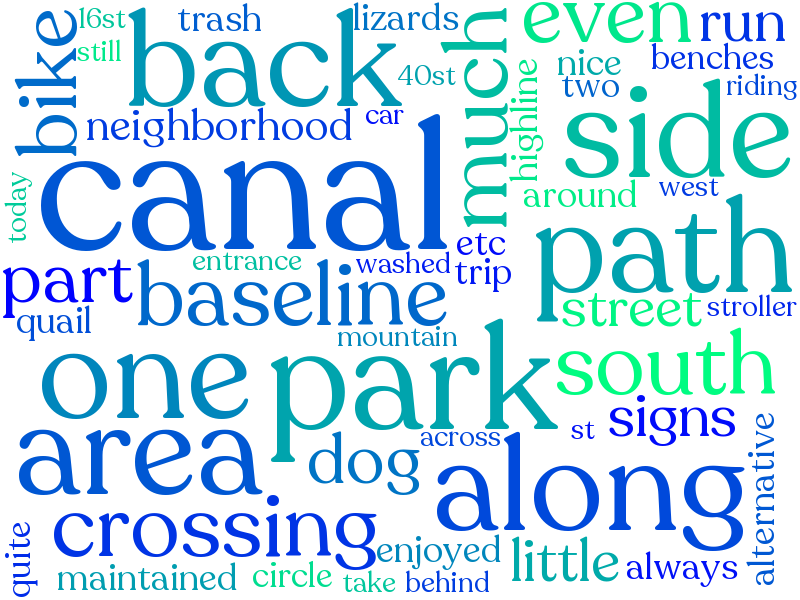 16st
trash
lizards
even
run
still
back
bike
much
40st
nice
benches
two
riding
highline
neighborhood
car
side
canal
around
west
today
path
etc
entrance
washed
trip
part
baseline
street
stroller
quail
mountain
one
park
south
signs
area
dog
across
st
along
alternative
crossing
quite
enjoyed
little
always
maintained
circle
take
behind